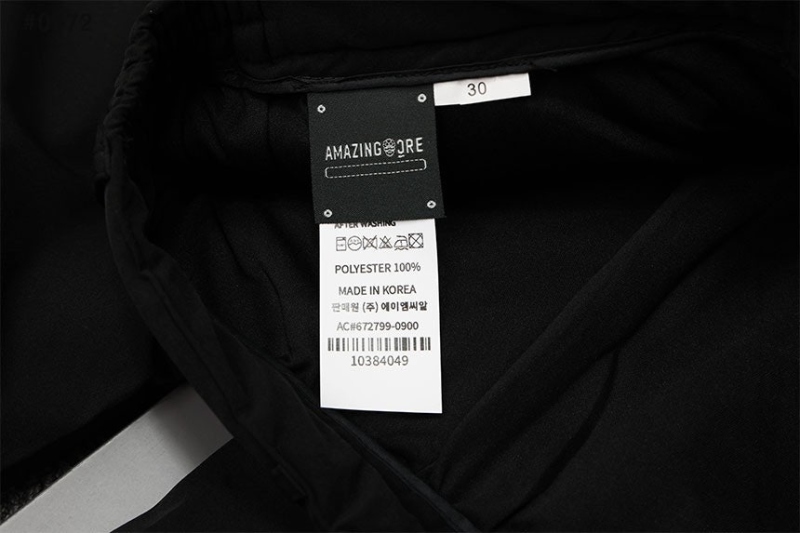 30
AMAZING CRE
AFTER WASHING
POLYESTER 100%
MADE IN KOREA
판매원 (주) 에이엠씨알
AC#672799-0900
10384049